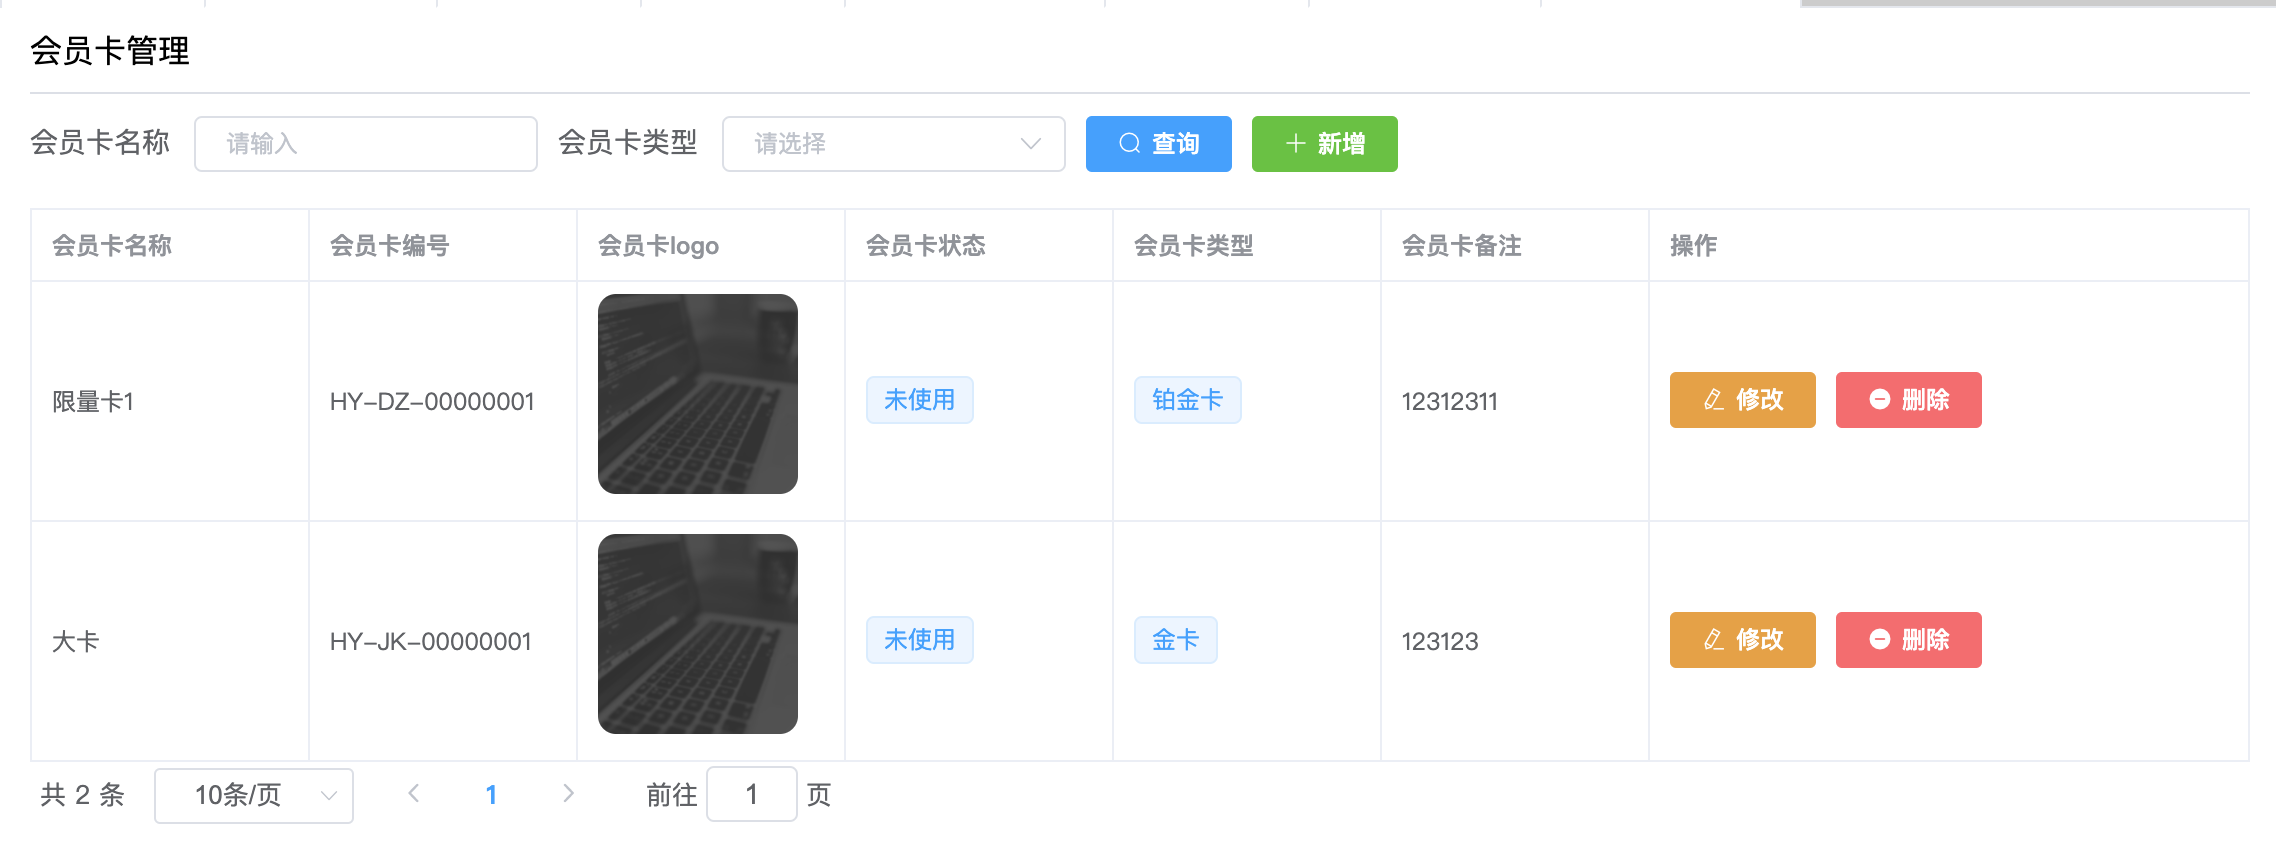 会员卡管理
会员卡名称 请输入 会员卡类型 请选择 查询 新增
会员卡名称 会员卡编号 会员卡logo 会员卡状态 会员卡类型 会员卡备注 操作
限量卡1 HY-DZ-00000001 未使用 铂金卡 12312311 修改 删除
大卡 HY-JK-00000001 未使用 金卡 123123 修改 删除
共 2 条 10条/页 1 前往 1 页